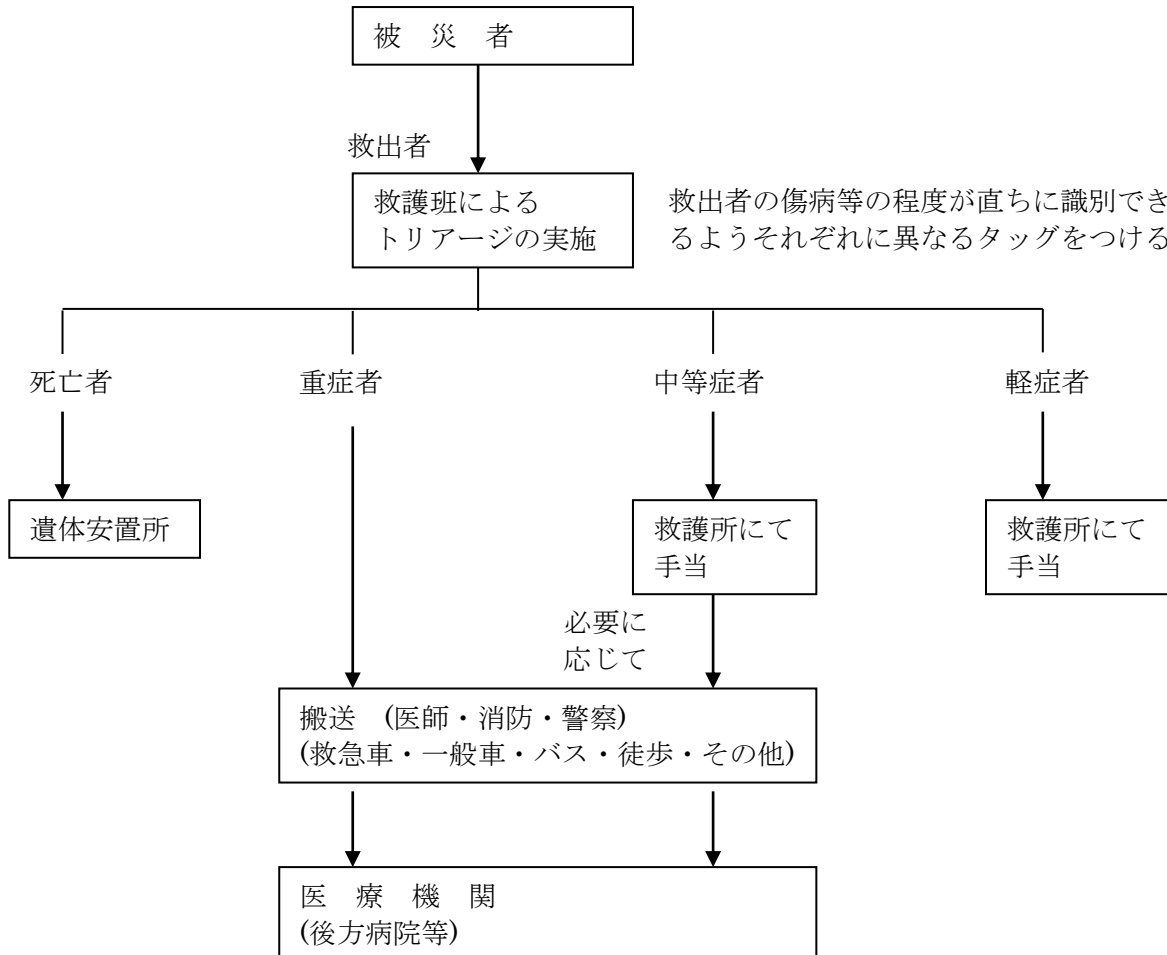 被　災　者
救出者
救護班による
トリアージの実施
救出者の傷病等の程度が直ちに識別でき
るようそれぞれに異なるタッグをつける
死亡者
重症者
中等症者
軽症者
遺体安置所
救護所にて
手当
救護所にて
手当
必要に
応じて
搬送　(医師・消防・警察)
(救急車・一般車・バス・徒歩・その他)
医　療　機　関
(後方病院等)